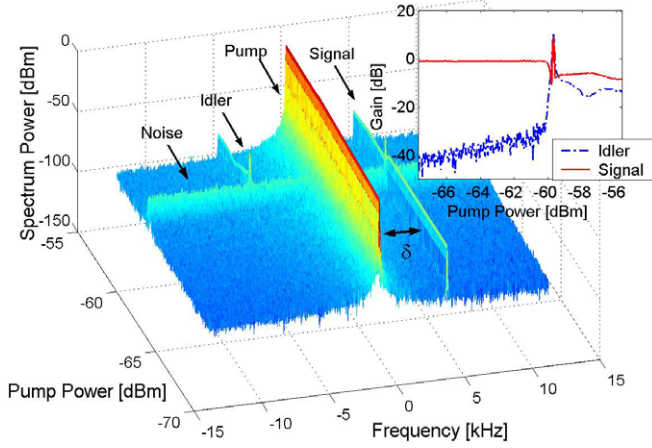 Spectrum Power [dBm]
0
-50
-100
-150
-55
-60
-65
-70
Pump Power [dBm]
-15
-10
-5
0
5
10
15
Frequency [kHz]
Pump
Signal
Idler
Noise
δ
Gain [dB]
20
0
-20
-40
-66
-64
-62
-60
-58
-56
Pump Power [dBm]
Idler
Signal